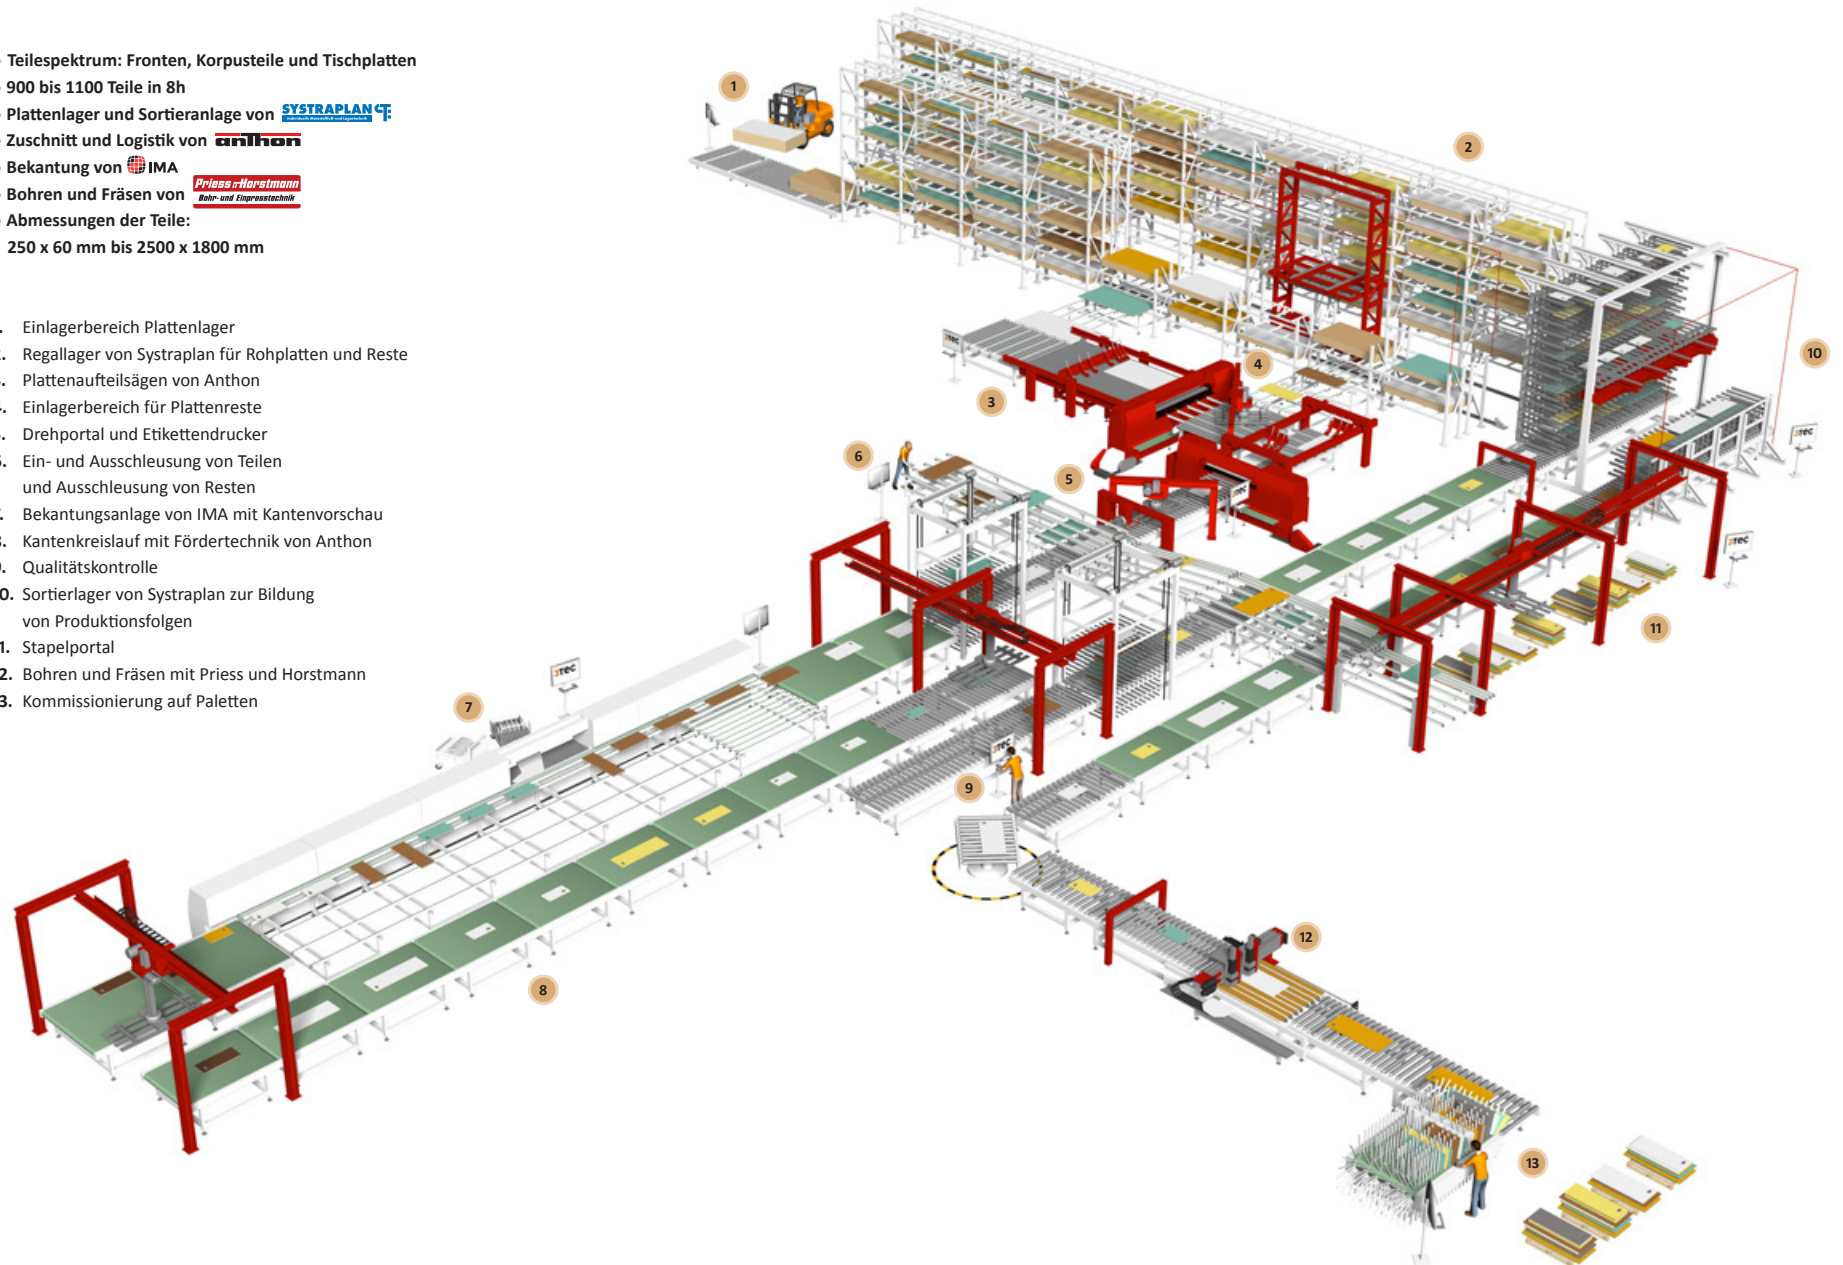 Teilespektrum: Fronten, Korpusteile und Tischplatten
900 bis 1100 Teile in 8h
Plattenlager und Sortieranlage von SYSTRAPLAN
Zuschnitt und Logistik von anthon
Bekantung von IMA
Bohren und Fräsen von Priess Horstmann
Bohr- und Einpresstechnik
Abmessungen der Teile:
250 x 60 mm bis 2500 x 1800 mm
. Einlagerbereich Plattenlager
. Regallager von Systraplan für Rohplatten und Reste
. Plattenaufteilsägen von Anthon
. Einlagerbereich für Plattenreste
. Drehportal und Etikettendrucker
. Ein- und Ausschleusung von Teilen
und Ausschleusung von Resten
. Bekantungsanlage von IMA mit Kantenvorschau
. Kantenkreislauf mit Fördertechnik von Anthon
. Qualitätskontrolle
0. Sortierlager von Systraplan zur Bildung
von Produktionsfolgen
1. Stapelportal
2. Bohren und Fräsen mit Priess und Horstmann
3. Kommissionierung auf Paletten
1
2
3
4
5
6
7
8
9
10
11
12
13
3TEC
3TEC
3TEC
3TEC
3TEC
3TEC